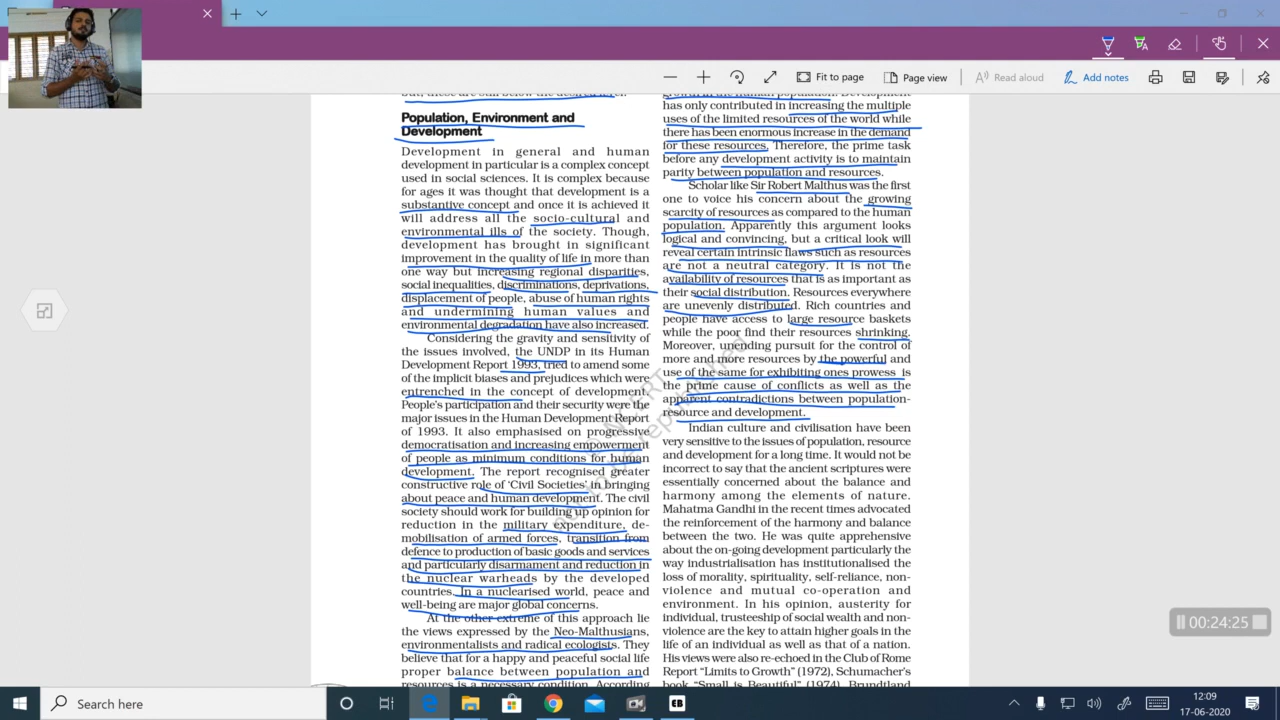 Fit to page
Page view
Read aloud
Add notes
but, these are still below the desired level.
Population, Environment and
Development
Development in general and human
development in particular is a complex concept
used in social sciences. It is complex because
for ages it was thought that development is a
substantive concept and once it is achieved it
will address all the socio-cultural and
environmental ills of the society. Though,
development has brought in significant
improvement in the quality of life in more than
one way but increasing regional disparities,
social inequalities, discriminations, deprivations,
displacement of people, abuse of human rights
and undermining human values and
environmental degradation have also increased.
Considering the gravity and sensitivity of
the issues involved, the UNDP in its Human
Development Report 1993, tried to amend some
of the implicit biases and prejudices which were
entrenched in the concept of development.
People's participation and their security were the
major issues in the Human Development Report
of 1993. It also emphasised on progressive
democratisation and increasing empowerment
of people as minimum conditions for human
development. The report recognised greater
constructive role of 'Civil Societies' in bringing
about peace and human development. The civil
society should work for building up opinion for
reduction in the military expenditure, de-
mobilisation of armed forces, transition from
defence to production of basic goods and services
and particularly disarmament and reduction in
the nuclear warheads by the developed
countries. In a nuclearised world, peace and
well-being are major global concerns.
At the other extreme of this approach lie
the views expressed by the Neo-Malthusians,
environmentalists and radical ecologists. They
believe that for a happy and peaceful social life
proper balance between population and
resources is a necessary condition. According
growth in the human population. Development
has only contributed in increasing the multiple
uses of the limited resources of the world while
there has been enormous increase in the demand
for these resources. Therefore, the prime task
before any development activity is to maintain
parity between population and resources.
Scholar like Sir Robert Malthus was the first
one to voice his concern about the growing
scarcity of resources as compared to the human
population. Apparently this argument looks
logical and convincing, but a critical look will
reveal certain intrinsic flaws such as resources
are not a neutral category. It is not the
availability of resources that is as important as
their social distribution. Resources everywhere
are unevenly distributed. Rich countries and
people have access to large resource baskets
while the poor find their resources shrinking.
Moreover, unending pursuit for the control of
more and more resources by the powerful and
use of the same for exhibiting ones prowess is
the prime cause of conflicts as well as the
apparent contradictions between population-
resource and development.
Indian culture and civilisation have been
very sensitive to the issues of population, resource
and development for a long time. It would not be
incorrect to say that the ancient scriptures were
essentially concerned about the balance and
harmony among the elements of nature.
Mahatma Gandhi in the recent times advocated
the reinforcement of the harmony and balance
between the two. He was quite apprehensive
about the on-going development particularly the
way industrialisation has institutionalised the
loss of morality, spirituality, self-reliance, non-
violence and mutual co-operation and
environment. In his opinion, austerity for
individual, trusteeship of social wealth and non-
violence are the key to attain higher goals in the
life of an individual as well as that of a nation.
His views were also re-echoed in the Club of Rome
Report "Limits to Growth" (1972), Schumacher's
book "Small is Beautiful" (1974), Brundtland
00:24:25
Search here
EB
12:09
17-06-2020